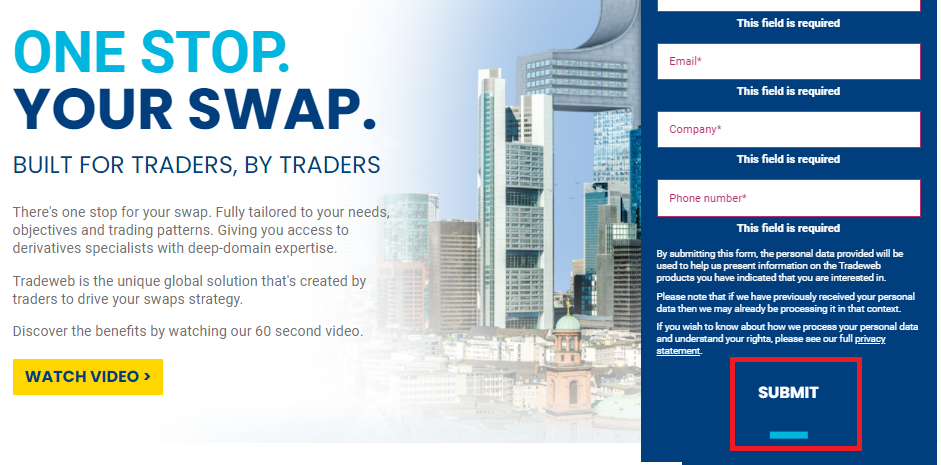 ONE STOP.
YOUR SWAP.
BUILT FOR TRADERS, BY TRADERS
There's one stop for your swap. Fully tailored to your needs,
objectives and trading patterns. Giving you access to
derivatives specialists with deep-domain expertise.
Tradeweb is the unique global solution that's created by
traders to drive your swaps strategy.
Discover the benefits by watching our 60 second video.
WATCH VIDEO >
This field is required
Email*
This field is required
Company*
This field is required
Phone number*
This field is required
By submitting this form, the personal data provided will be
used to help us present information on the Tradeweb
products you have indicated that you are interested in.
Please note that if we have previously received your personal
data then we may already be processing it in that context.
If you wish to know about how we process your personal data
and understand your rights, please see our full privacy
statement.
SUBMIT